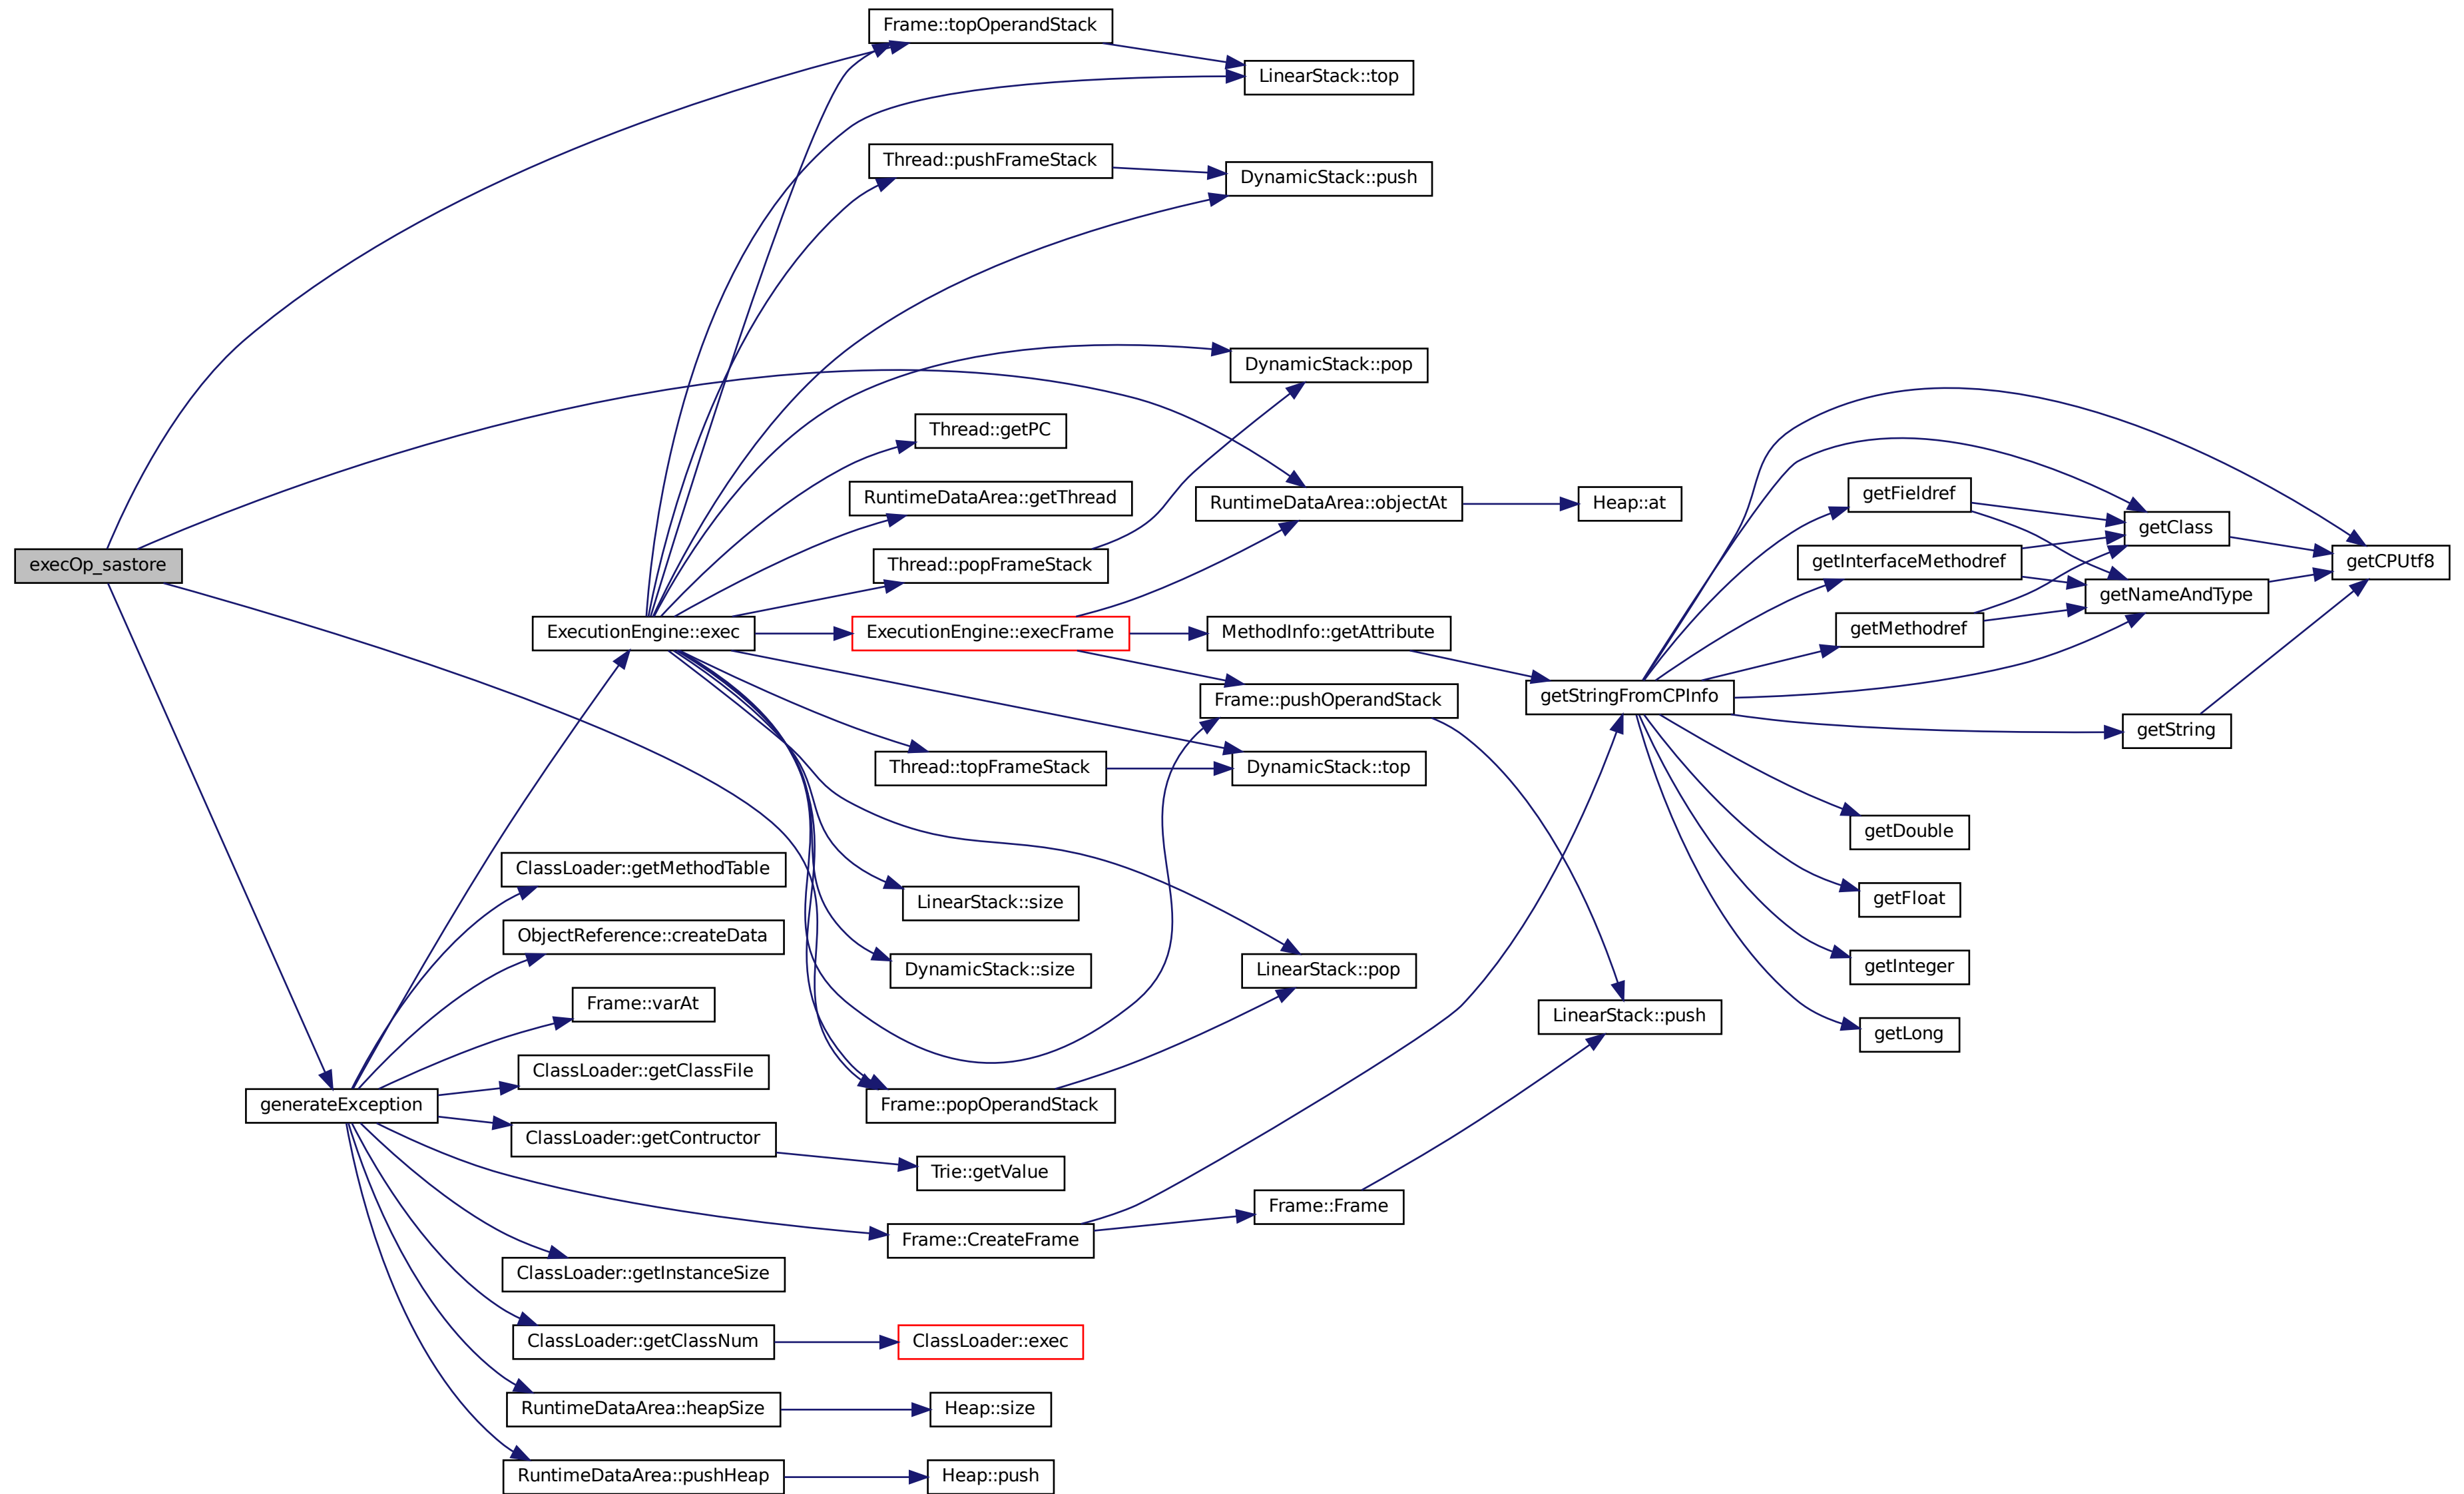 Frame::topOperandStack
LinearStack::top
Thread::pushFrameStack
DynamicStack::push
DynamicStack::pop
Thread::getPC
RuntimeDataArea::getThread
RuntimeDataArea::objectAt
Heap::at
getFieldref
getClass
execOp_sastore
Thread::popFrameStack
getInterfaceMethodref
getCPUtf8
getNameAndType
ExecutionEngine::exec
ExecutionEngine::execFrame
MethodInfo::getAttribute
getMethodref
Frame::pushOperandStack
getStringFromCPInfo
getString
Thread::topFrameStack
DynamicStack::top
getDouble
ClassLoader::getMethodTable
LinearStack::size
getFloat
ObjectReference::createData
DynamicStack::size
LinearStack::pop
getInteger
Frame::varAt
LinearStack::push
getLong
ClassLoader::getClassFile
generateException
Frame::popOperandStack
ClassLoader::getContructor
Trie::getValue
Frame::Frame
Frame::CreateFrame
ClassLoader::getInstanceSize
ClassLoader::getClassNum
ClassLoader::exec
RuntimeDataArea::heapSize
Heap::size
RuntimeDataArea::pushHeap
Heap::push